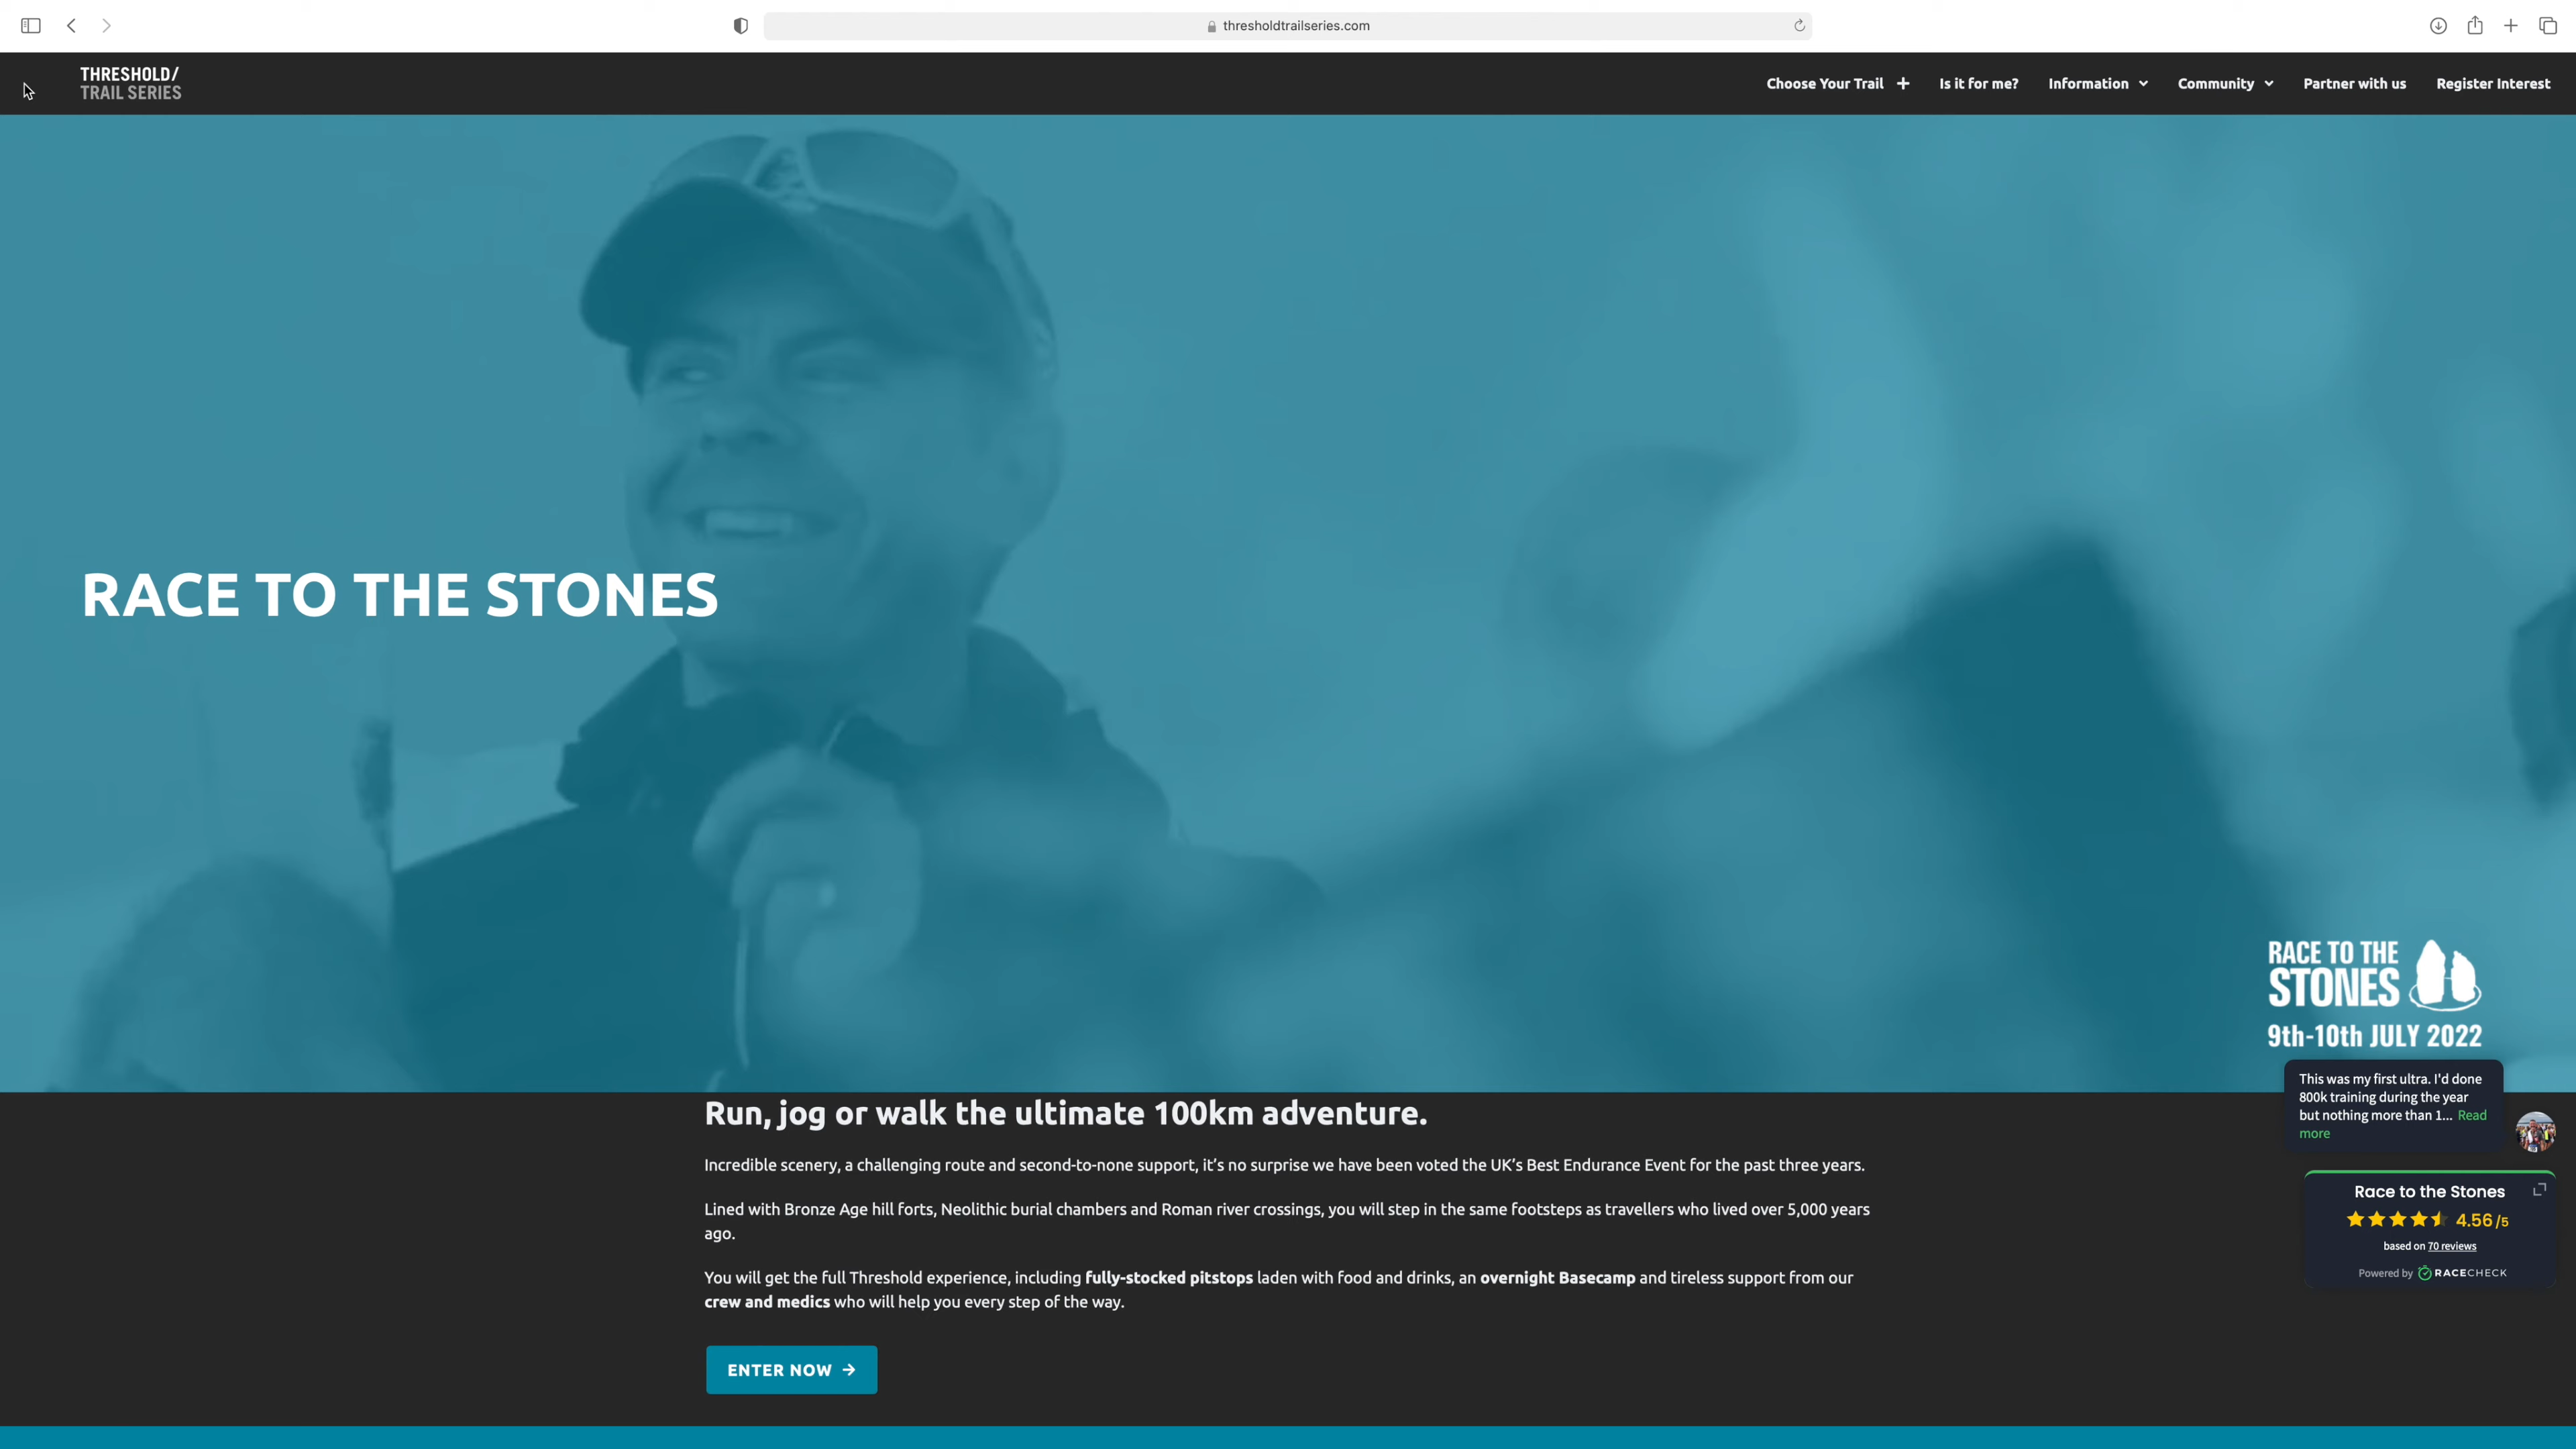 thresholdtrailseries.com
THRESHOLD/
TRAIL SERIES
Choose Your Trail
Is it for me?
Information
Community
Partner with us
Register Interest
RACE TO THE STONES
RACE TO THE
STONES
9th-10th JULY 2022
Run, jog or walk the ultimate 100km adventure.
Incredible scenery, a challenging route and second-to-none support, it’s no surprise we have been voted the UK’s Best Endurance Event for the past three years.
Lined with Bronze Age hill forts, Neolithic burial chambers and Roman river crossings, you will step in the same footsteps as travellers who lived over 5,000 years
ago.
You will get the full Threshold experience, including fully-stocked pitstops laden with food and drinks, an overnight Basecamp and tireless support from our
crew and medics who will help you every step of the way.
ENTER NOW →
This was my first ultra. I'd done
800k training during the year
but nothing more than 1... Read
more
Race to the Stones
4.56/5
based on 70 reviews
Powered by RACECHECK